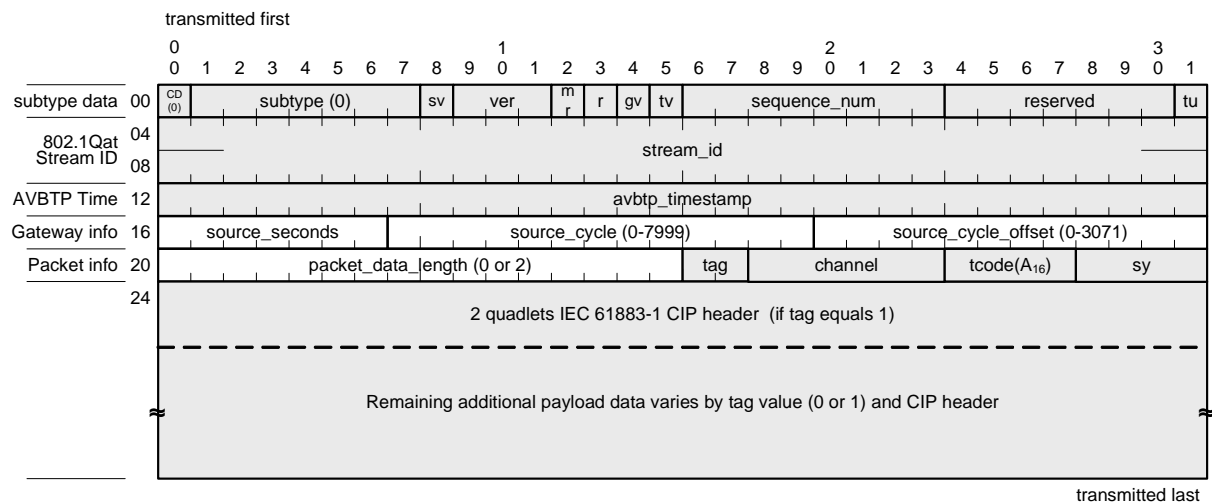 transmitted first
0 1 2 3
0 1 2 3 4 5 6 7 8 9 0 1 2 3 4 5 6 7 8 9 0 1 2 3 4 5 6 7 8 9 0 1
subtype data 00 CD (0) subtype (0) sv ver m r r gv tv sequence_num reserved tu
802.1Qat Stream ID 04 08 stream_id
AVBTP Time 12 avbtp_timestamp
Gateway info 16 source_seconds source_cycle (0-7999) source_cycle_offset (0-3071)
Packet info 20 packet_data_length (0 or 2) tag channel tcode(A₁₆) sy
24
2 quadlets IEC 61883-1 CIP header (if tag equals 1)
Remaining additional payload data varies by tag value (0 or 1) and CIP header
transmitted last